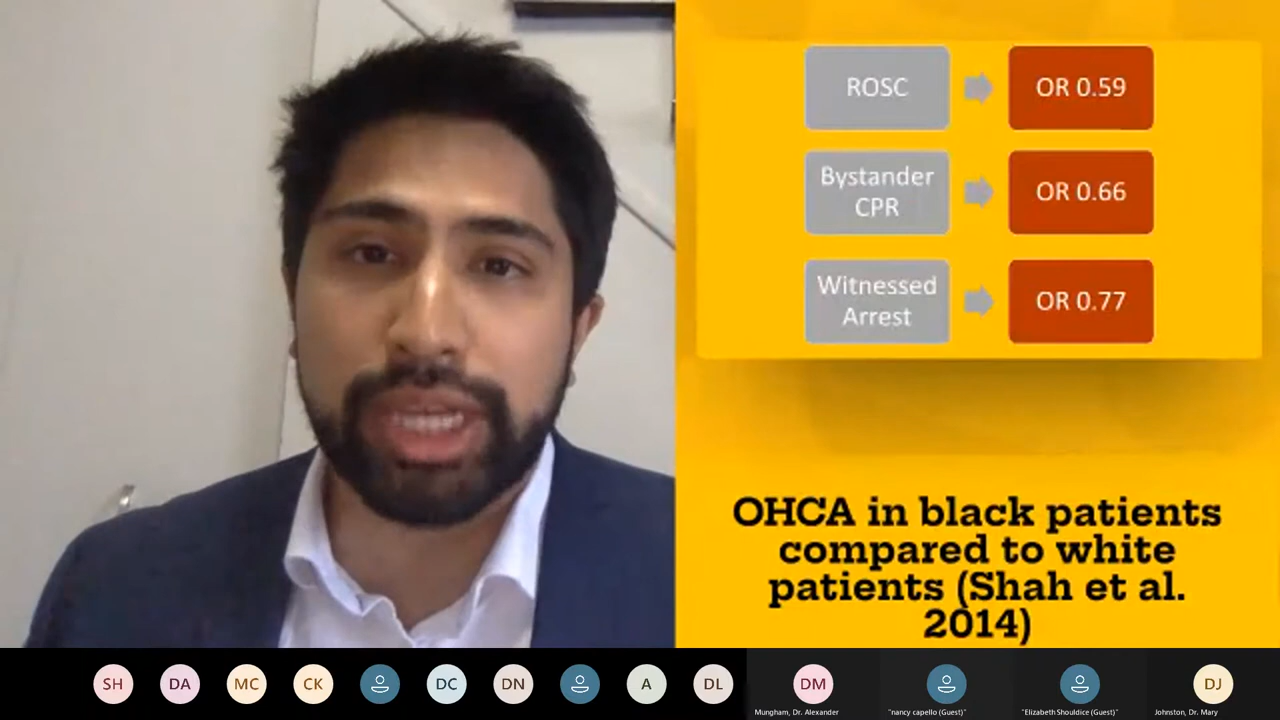 ROSC
OR 0.59
Bystander
CPR
OR 0.66
Witnessed
Arrest
OR 0.77
OHCA in black patients
compared to white
patients (Shah et al.
2014)
SH
DA
MC
CK
DC
DN
A
DL
DM
DJ
Mungham, Dr. Alexander
"nancy capello (Guest)"
"Elizabeth Shouldice (Guest)"
Johnston, Dr. Mary